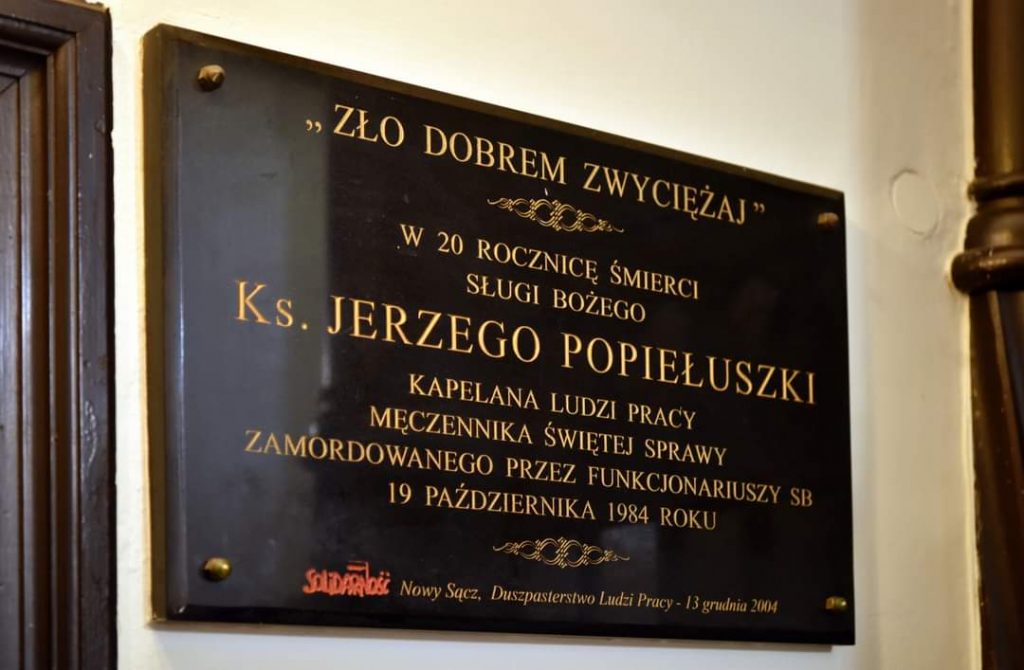 „ZŁO DOBREM ZWYCIĘŻAJ”
W 20 ROCZNICĘ ŚMIERCI
SŁUGI BOŻEGO
Ks. JERZEGO POPIEŁUSZKI
KAPELANA LUDZI PRACY
MĘCZENNIKA ŚWIĘTEJ SPRAWY
ZAMORDOWANEGO PRZEZ FUNKCJONARIUSZY SB
19 PAŹDZIERNIKA 1984 ROKU
SOLIDARNOŚĆ Nowy Sącz, Duszpasterstwo Ludzi Pracy - 13 grudnia 2004